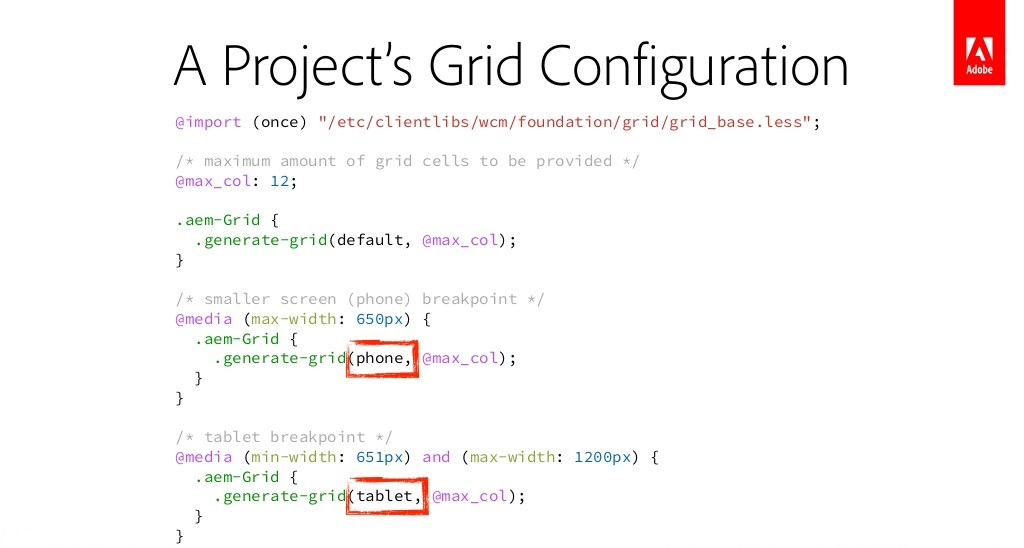 A Project's Grid Configuration
Adobe
@import (once) "/etc/clientlibs/wcm/foundation/grid/grid_base.less";
/* maximum amount of grid cells to be provided */
@max_col: 12;
.aem-Grid {
.generate-grid(default, @max_col);
}
/* smaller screen (phone) breakpoint */
@media (max-width: 650px) {
.aem-Grid {
.generate-grid(phone, @max_col);
}
}
/* tablet breakpoint */
@media (min-width: 651px) and (max-width: 1200px) {
.aem-Grid {
.generate-grid(tablet, @max_col);
}
}